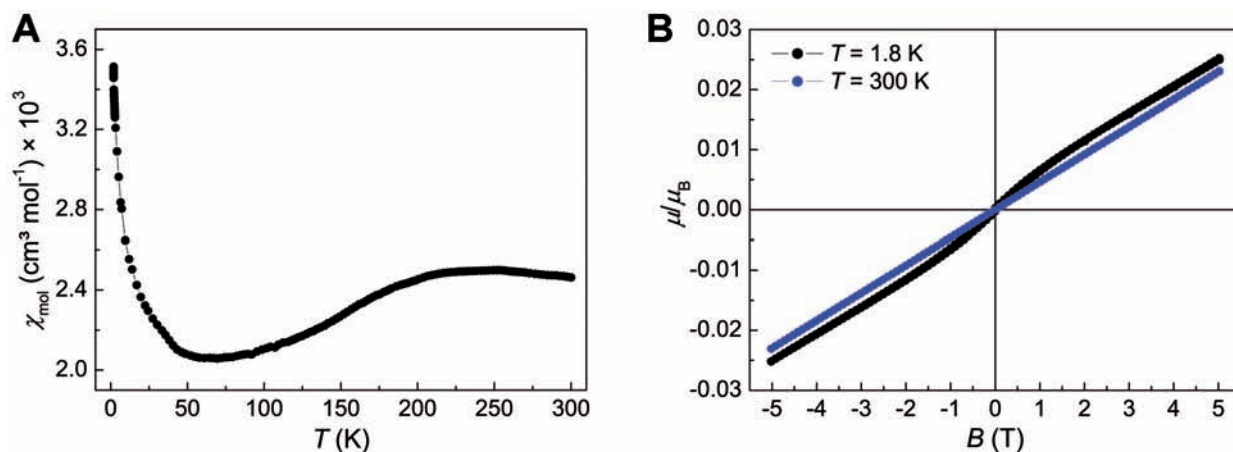 A
3.6
3.2
2.8
2.4
2.0
χmol (cm³ mol⁻¹) × 10³
0 50 100 150 200 250 300
T (K)
B
T = 1.8 K
T = 300 K
0.03
0.02
0.01
0.00
-0.01
-0.02
-0.03
μ/μB
-5 -4 -3 -2 -1 0 1 2 3 4 5
B (T)